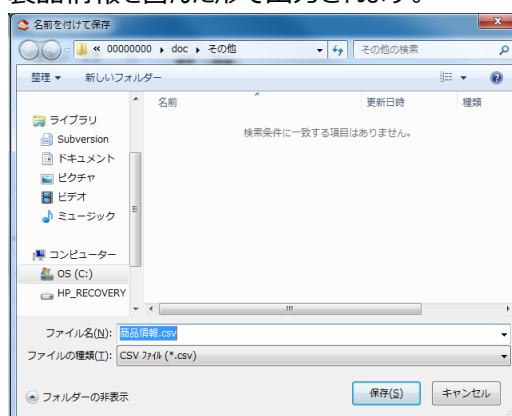 製品情報を含んだ形で出力されます。
名前を付けて保存
« 00000000 ▸ doc ▸ その他
その他の検索
整理 ▼ 新しいフォルダー
名前 更新日時 種類
検索条件に一致する項目はありません。
ライブラリ
Subversion
ドキュメント
ピクチャ
ビデオ
ミュージック
コンピューター
OS (C:)
HP_RECOVERY
ファイル名(N): 商品情報.csv
ファイルの種類(T): CSV ファイル (*.csv)
フォルダーの非表示
保存(S) キャンセル